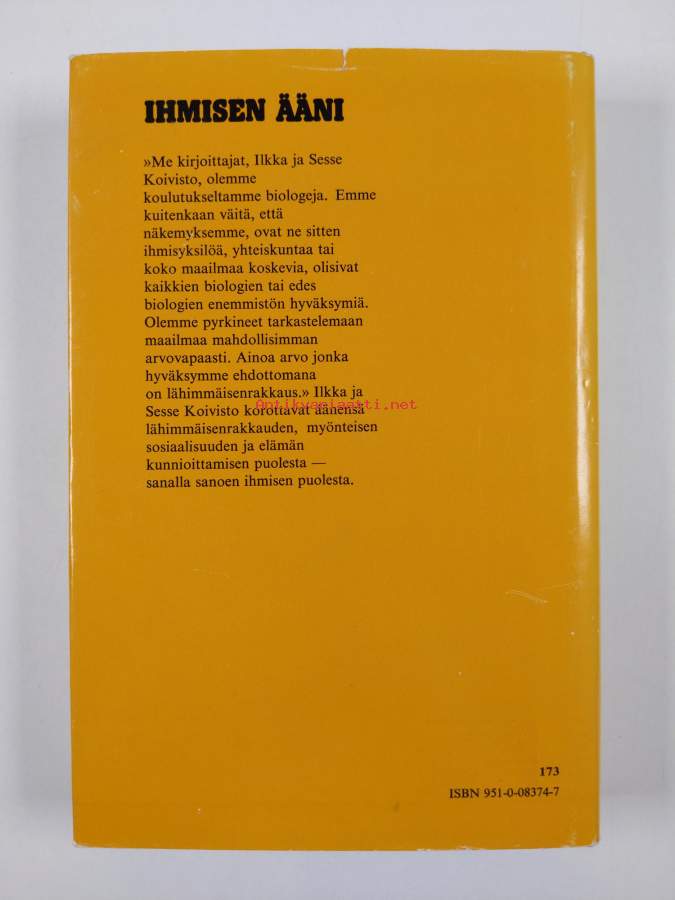 IHMISEN ÄÄNI
»Me kirjoittajat, Ilkka ja Sesse
Koivisto, olemme
koulutukseltamme biologeja. Emme
kuitenkaan väitä, että
näkemyksemme, ovat ne sitten
ihmisyksilöä, yhteiskuntaa tai
koko maailmaa koskevia, olisivat
kaikkien biologien tai edes
biologien enemmistön hyväksymiä.
Olemme pyrkineet tarkastelemaan
maailmaa mahdollisimman
arvovapaasti. Ainoa arvo jonka
hyväksymme ehdottomana
on lähimmäisenrakkaus.» Ilkka ja
Antikvariaatti.net
Sesse Koivisto korottavat äänensä
lähimmäisenrakkauden, myönteisen
sosiaalisuuden ja elämän
kunnioittamisen puolesta —
sanalla sanoen ihmisen puolesta.
173
ISBN 951-0-08374-7